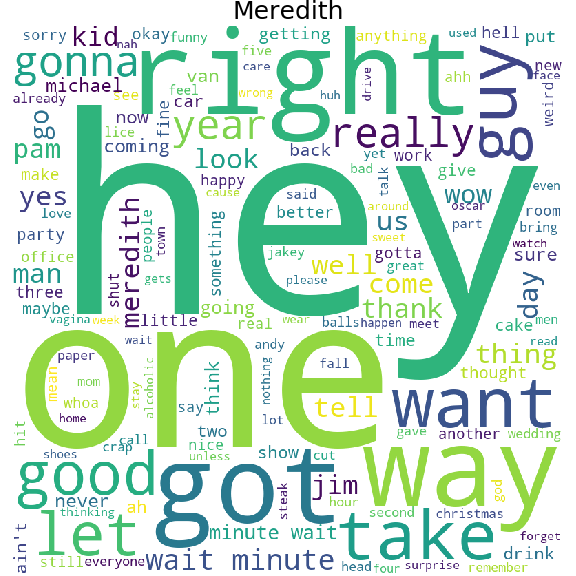 Meredith
sorry okay getting anything used hell put
kid nah funny five right guy
gonna van care wrong huh drive ahh new face
michael see feel
already car year really weird
go now lice fine
pam coming look back yet work
make happy bad talk give wow even
yes love cause said around oscar room
party meredith people town something better us sweet part bring
office jakey well gotta great sure watch
man shut gets hey please come day
three going thank
maybe vagina week little real wear balls happen meet cake men
one wait andy time thing read
paper nothing fall thought
mean mom stay alcoholic think tell want
whoa
home say lot gave another wedding
hit shoes crap call two nice unless show cut way
good got jim god
never steak hour second christmas
ain't thinking let ah minute wait take drink forget
still everyone wait minute head four surprise remember